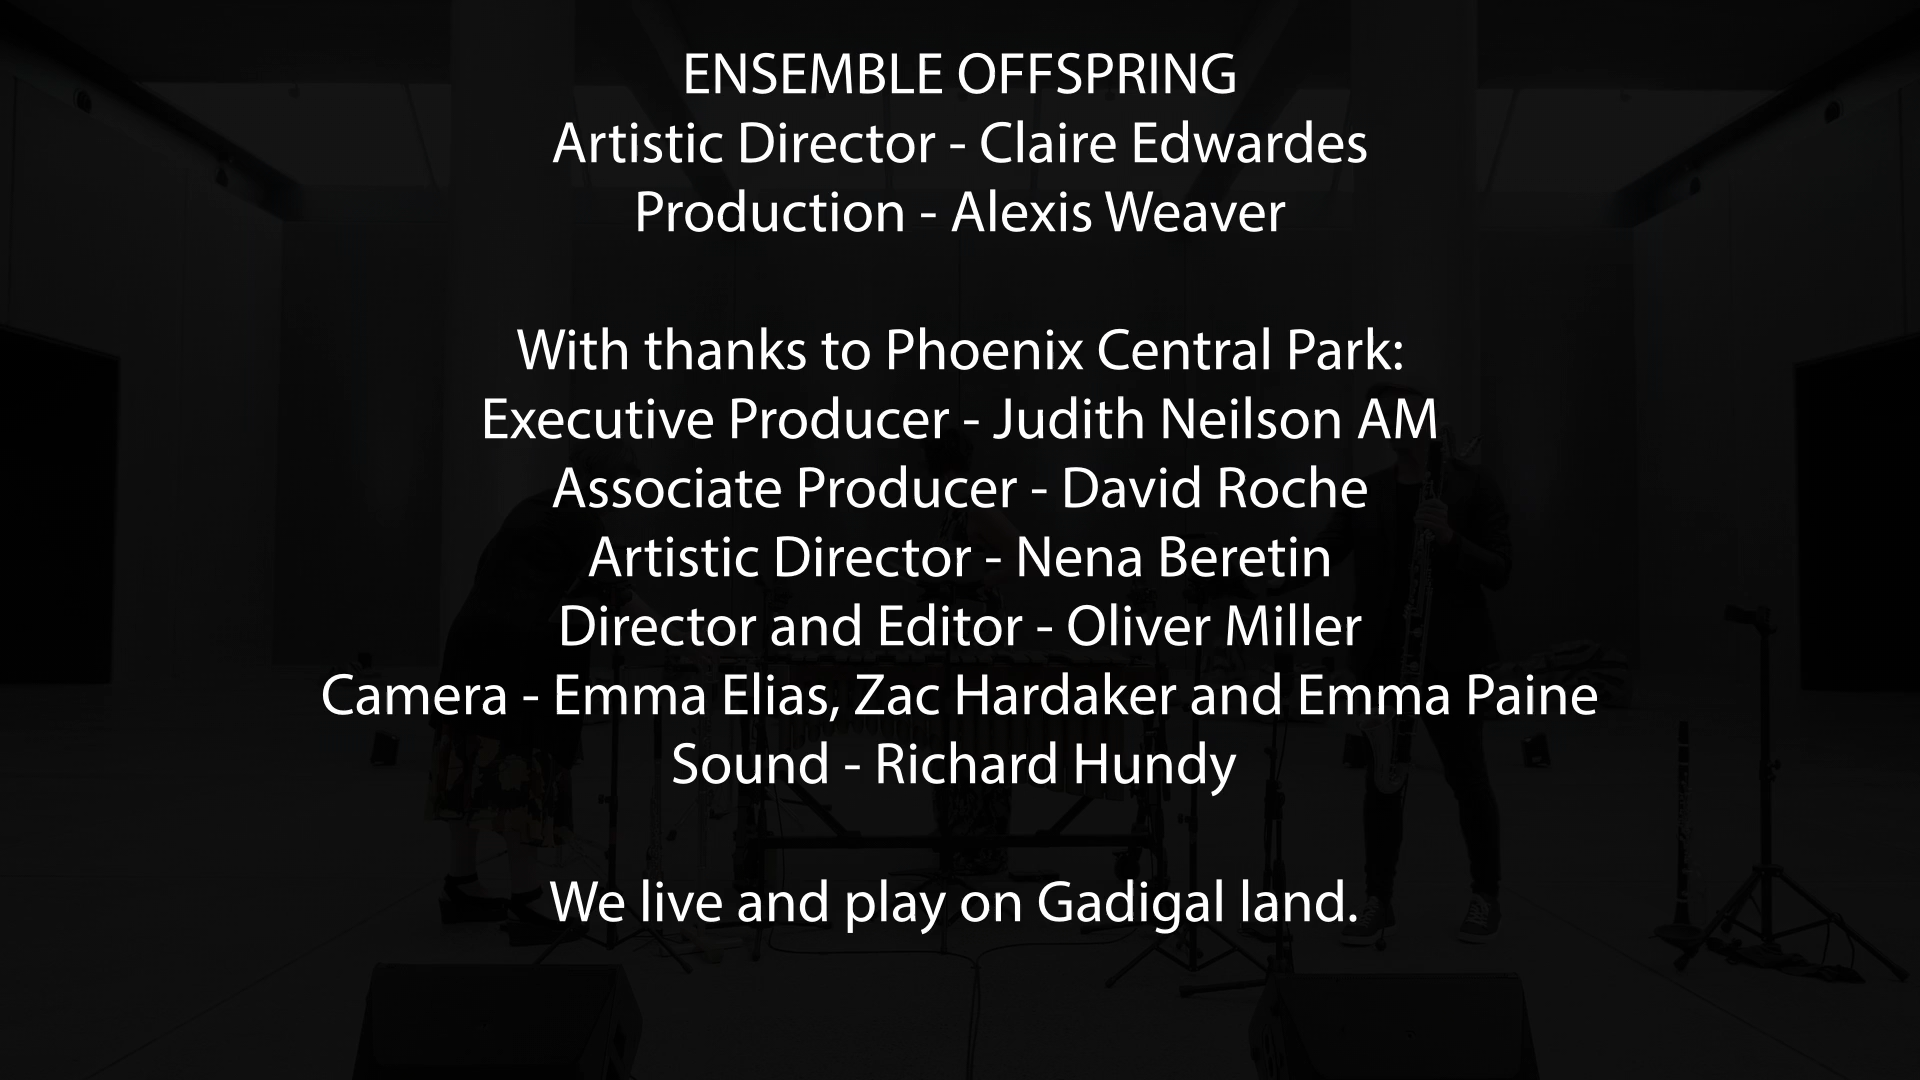 ENSEMBLE OFFSPRING
Artistic Director - Claire Edwardes
Production - Alexis Weaver
With thanks to Phoenix Central Park:
Executive Producer - Judith Neilson AM
Associate Producer - David Roche
Artistic Director - Nena Beretin
Director and Editor - Oliver Miller
Camera - Emma Elias, Zac Hardaker and Emma Paine
Sound - Richard Hundy
We live and play on Gadigal land.